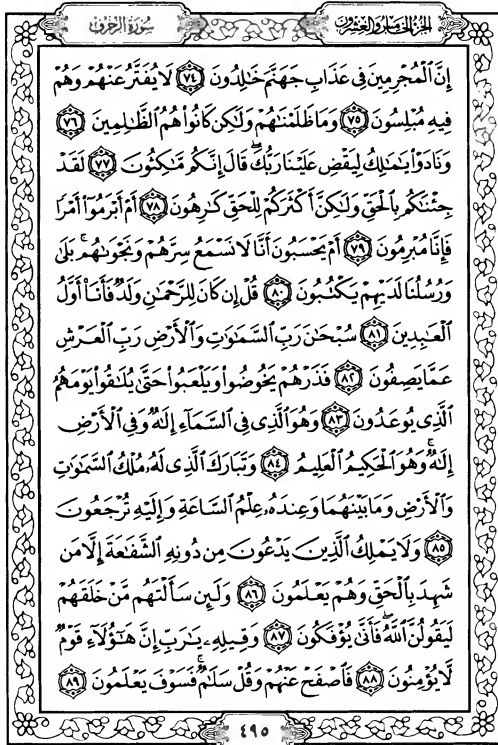 الجزء الخامس والعشرون
سورة الزخرف
إِنَّ ٱلْمُجْرِمِينَ فِى عَذَابِ جَهَنَّمَ خَٰلِدُونَ ٧٤ لَا يُفَتَّرُ عَنْهُمْ وَهُمْ
فِيهِ مُبْلِسُونَ ٧٥ وَمَا ظَلَمْنَٰهُمْ وَلَٰكِن كَانُوا۟ هُمُ ٱلظَّٰلِمِينَ ٧٦
وَنَادَوْا۟ يَٰمَٰلِكُ لِيَقْضِ عَلَيْنَا رَبُّكَ ۖ قَالَ إِنَّكُم مَّٰكِثُونَ ٧٧ لَقَدْ
جِئْنَٰكُم بِٱلْحَقِّ وَلَٰكِنَّ أَكْثَرَكُمْ لِلْحَقِّ كَٰرِهُونَ ٧٨ أَمْ أَبْرَمُوٓا۟ أَمْرًا
فَإِنَّا مُبْرِمُونَ ٧٩ أَمْ يَحْسَبُونَ أَنَّا لَا نَسْمَعُ سِرَّهُمْ وَنَجْوَىٰهُم ۚ بَلَىٰ
وَرُسُلُنَا لَدَيْهِمْ يَكْتُبُونَ ٨٠ قُلْ إِن كَانَ لِلرَّحْمَٰنِ وَلَدٌ فَأَنَا۠ أَوَّلُ
ٱلْعَٰبِدِينَ ٨١ سُبْحَٰنَ رَبِّ ٱلسَّمَٰوَٰتِ وَٱلْأَرْضِ رَبِّ ٱلْعَرْشِ
عَمَّا يَصِفُونَ ٨٢ فَذَرْهُمْ يَخُوضُوا۟ وَيَلْعَبُوا۟ حَتَّىٰ يُلَٰقُوا۟ يَوْمَهُمُ
ٱلَّذِى يُوعَدُونَ ٨٣ وَهُوَ ٱلَّذِى فِى ٱلسَّمَآءِ إِلَٰهٌ وَفِى ٱلْأَرْضِ
إِلَٰهٌ ۚ وَهُوَ ٱلْحَكِيمُ ٱلْعَلِيمُ ٨٤ وَتَبَارَكَ ٱلَّذِى لَهُۥ مُلْكُ ٱلسَّمَٰوَٰتِ
وَٱلْأَرْضِ وَمَا بَيْنَهُمَا وَعِندَهُۥ عِلْمُ ٱلسَّاعَةِ وَإِلَيْهِ تُرْجَعُونَ
٨٥ وَلَا يَمْلِكُ ٱلَّذِينَ يَدْعُونَ مِن دُونِهِ ٱلشَّفَٰعَةَ إِلَّا مَن
شَهِدَ بِٱلْحَقِّ وَهُمْ يَعْلَمُونَ ٨٦ وَلَئِن سَأَلْتَهُم مَّنْ خَلَقَهُمْ
لَيَقُولُنَّ ٱللَّهُ ۖ فَأَنَّىٰ يُؤْفَكُونَ ٨٧ وَقِيلِهِۦ يَٰرَبِّ إِنَّ هَٰٓؤُلَآءِ قَوْمٌ
لَّا يُؤْمِنُونَ ٨٨ فَٱصْفَحْ عَنْهُمْ وَقُلْ سَلَٰمٌ ۚ فَسَوْفَ يَعْلَمُونَ ٨٩
٤٩٥